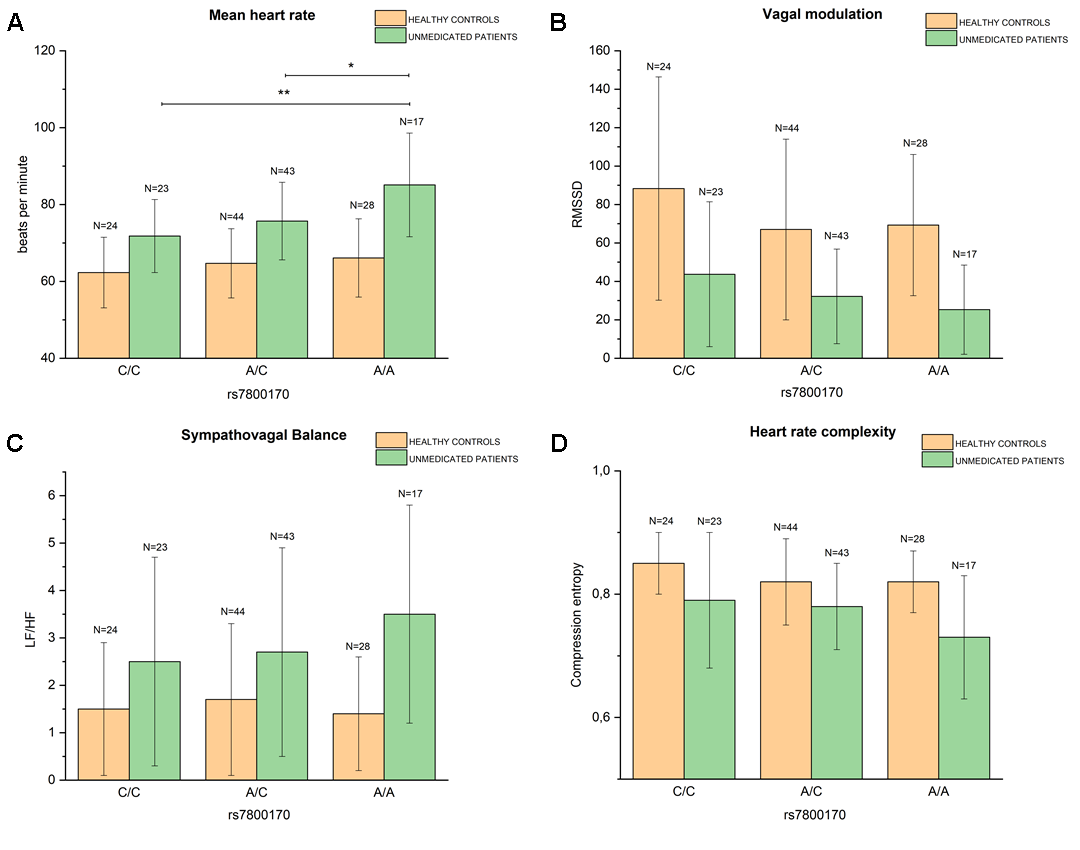 A
Mean heart rate
HEALTHY CONTROLS
UNMEDICATED PATIENTS
120
100
80
60
40
beats per minute
*
**
N=24
N=23
N=44
N=43
N=28
N=17
C/C
A/C
A/A
rs7800170
B
Vagal modulation
HEALTHY CONTROLS
UNMEDICATED PATIENTS
160
140
120
100
80
60
40
20
0
RMSSD
N=24
N=23
N=44
N=43
N=28
N=17
C/C
A/C
A/A
rs7800170
C
Sympathovagal Balance
HEALTHY CONTROLS
UNMEDICATED PATIENTS
6
5
4
3
2
1
0
LF/HF
N=24
N=23
N=44
N=43
N=28
N=17
C/C
A/C
A/A
rs7800170
D
Heart rate complexity
HEALTHY CONTROLS
UNMEDICATED PATIENTS
1,0
0,8
0,6
Compression entropy
N=24
N=23
N=44
N=43
N=28
N=17
C/C
A/C
A/A
rs7800170